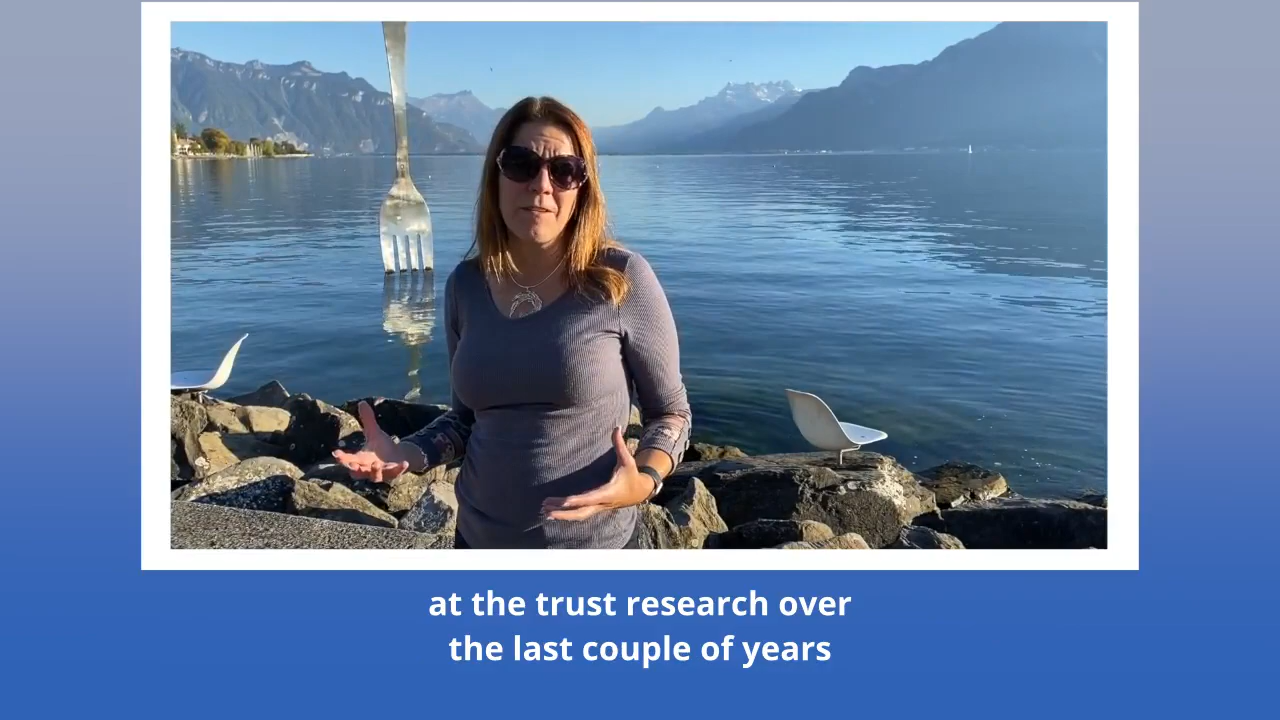 at the trust research over
the last couple of years